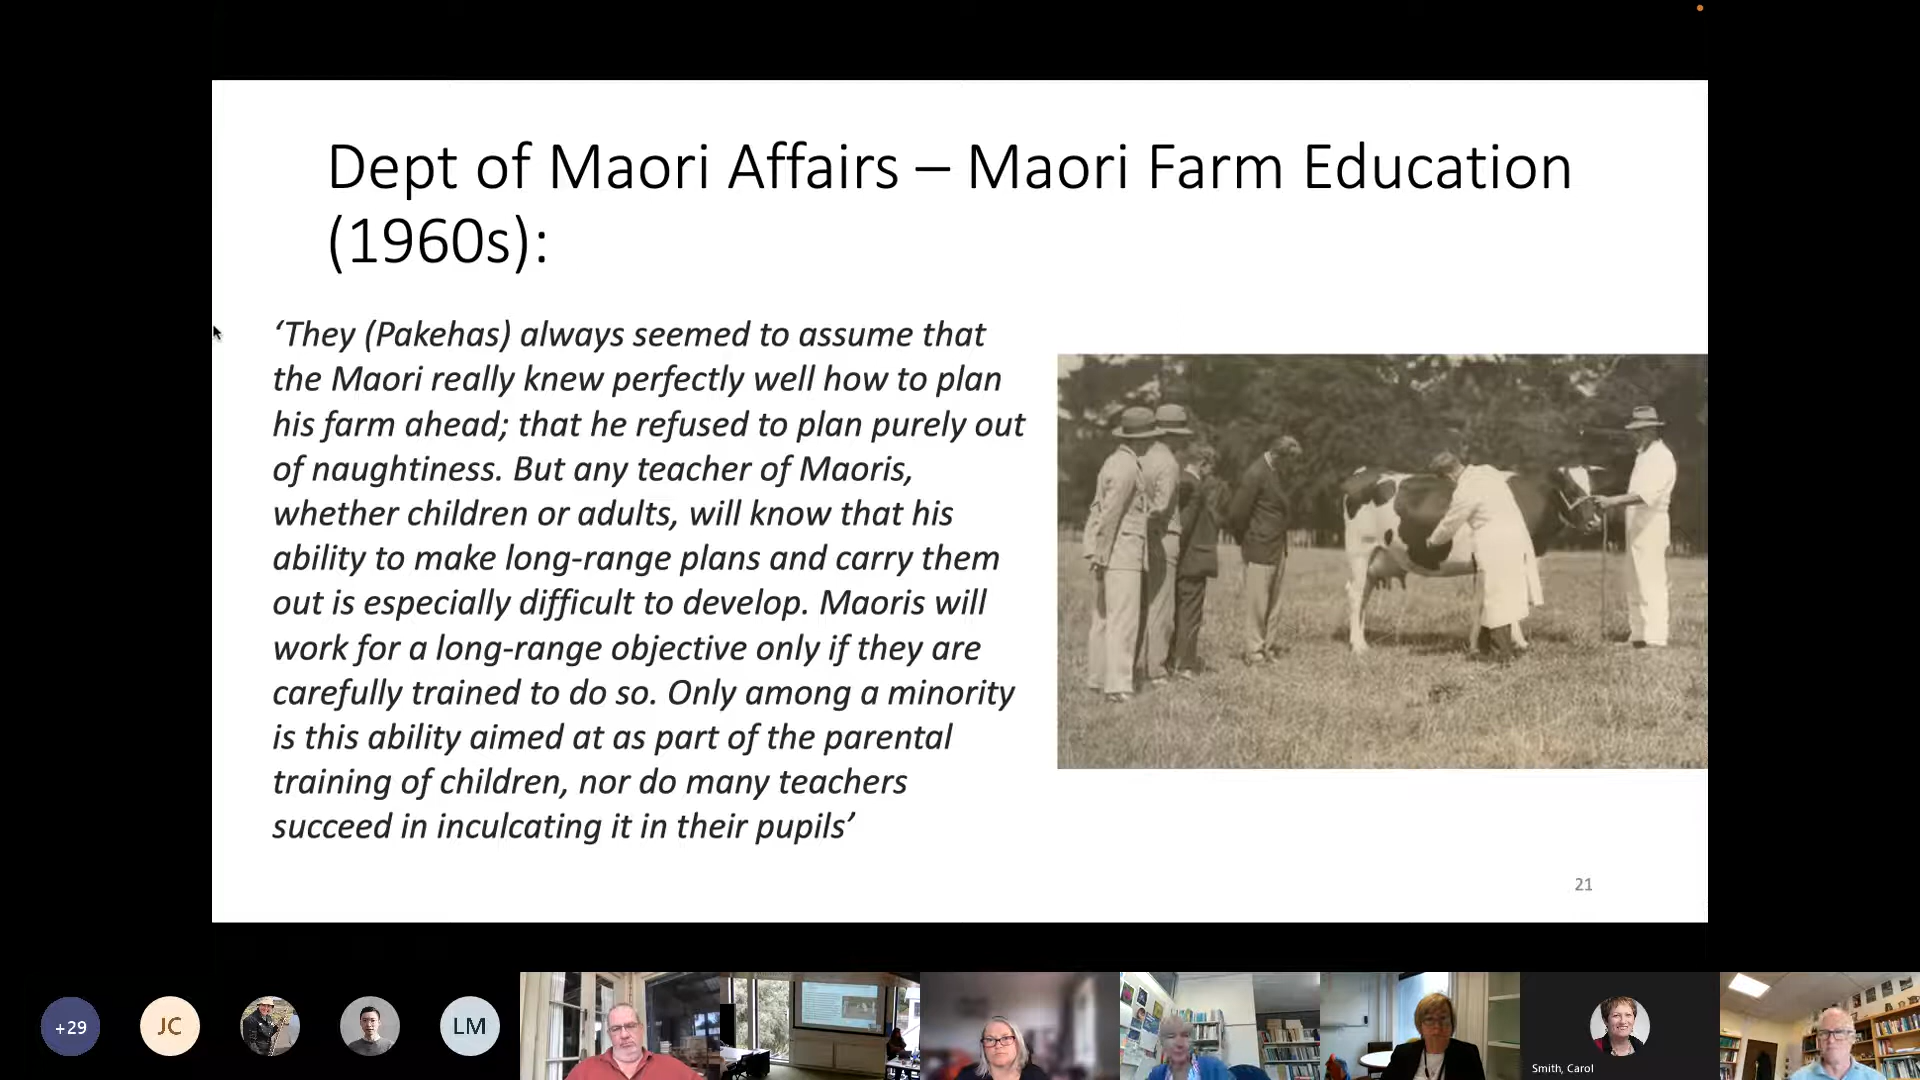 Dept of Maori Affairs – Maori Farm Education
(1960s):
‘They (Pakehas) always seemed to assume that
the Maori really knew perfectly well how to plan
his farm ahead; that he refused to plan purely out
of naughtiness. But any teacher of Maoris,
whether children or adults, will know that his
ability to make long-range plans and carry them
out is especially difficult to develop. Maoris will
work for a long-range objective only if they are
carefully trained to do so. Only among a minority
is this ability aimed at as part of the parental
training of children, nor do many teachers
succeed in inculcating it in their pupils’
21
+29
JC
LM
Smith, Carol